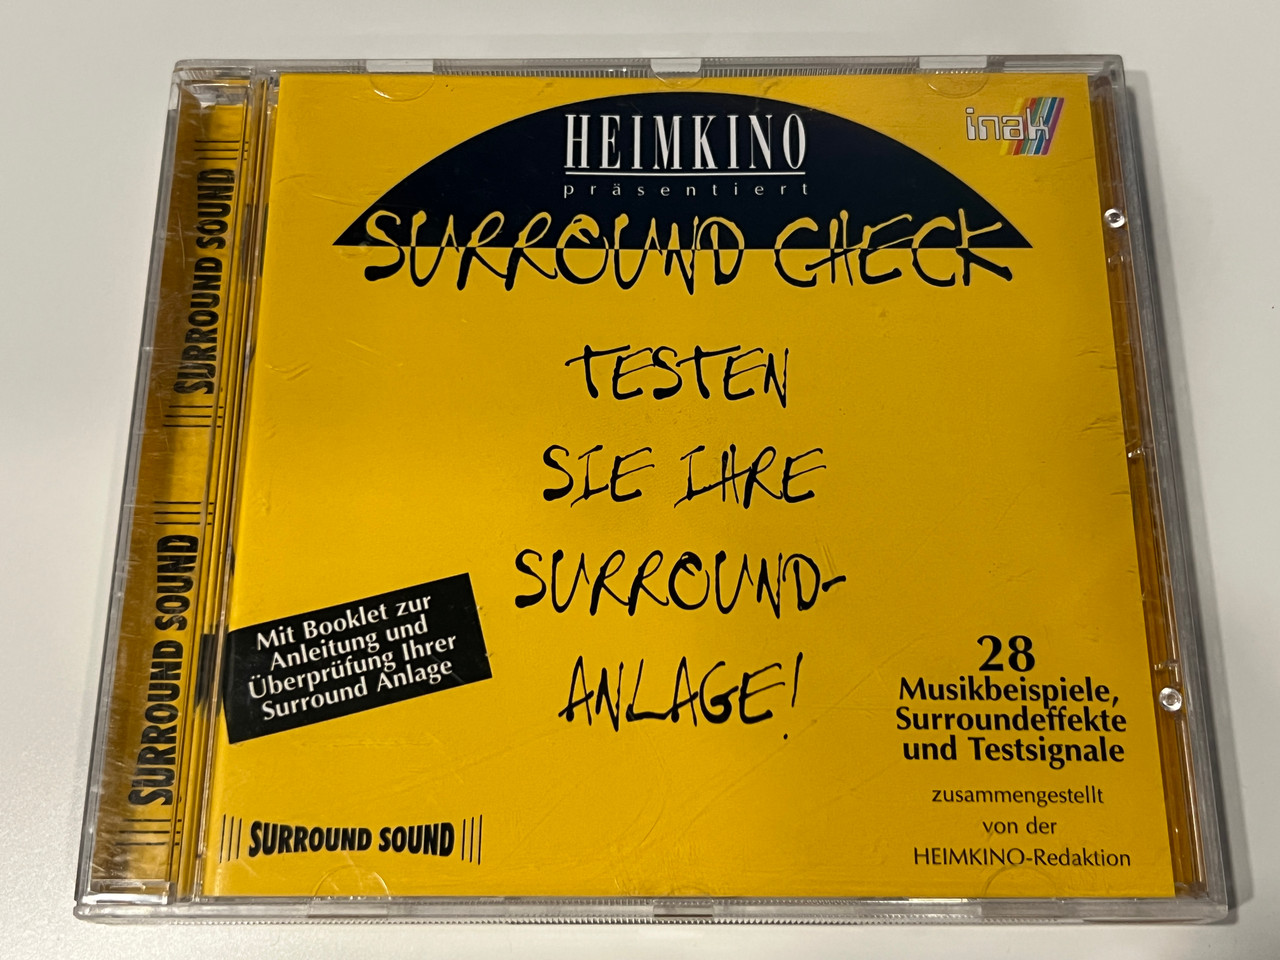 HEIMKINO
präsentiert
inak
SURROUND CHECK
TESTEN
SIE IHRE
SURROUND-
ANLAGE!
Mit Booklet zur
Anleitung und
Überprüfung Ihrer
Surround Anlage
28
Musikbeispiele,
Surroundeffekte
und Testsignale
zusammengestellt
von der
HEIMKINO-Redaktion
SURROUND SOUND
SURROUND SOUND
SURROUND SOUND